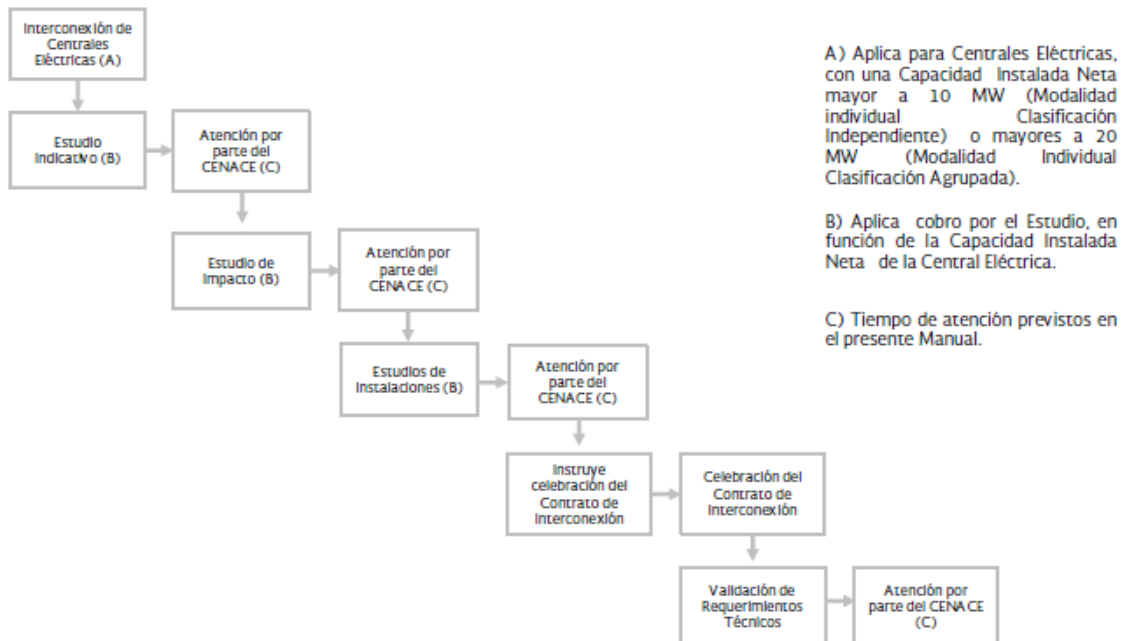 Interconexión de
Centrales
Eléctricas (A)
Estudio
Indicativo (B)
Atención por
parte del
CENACE (C)
Estudio de
Impacto (B)
Atención por
parte del
CENACE (C)
Estudios de
Instalaciones (B)
Atención por
parte del
CENACE (C)
Instruye
celebración del
Contrato de
Interconexión
Celebración del
Contrato de
Interconexión
Validación de
Requerimientos
Técnicos
Atención por
parte del CENACE
(C)
A) Aplica para Centrales Eléctricas,
con una Capacidad Instalada Neta
mayor a 10 MW (Modalidad
individual Clasificación
Independiente) o mayores a 20
MW (Modalidad Individual
Clasificación Agrupada).
B) Aplica cobro por el Estudio, en
función de la Capacidad Instalada
Neta de la Central Eléctrica.
C) Tiempo de atención previstos en
el presente Manual.